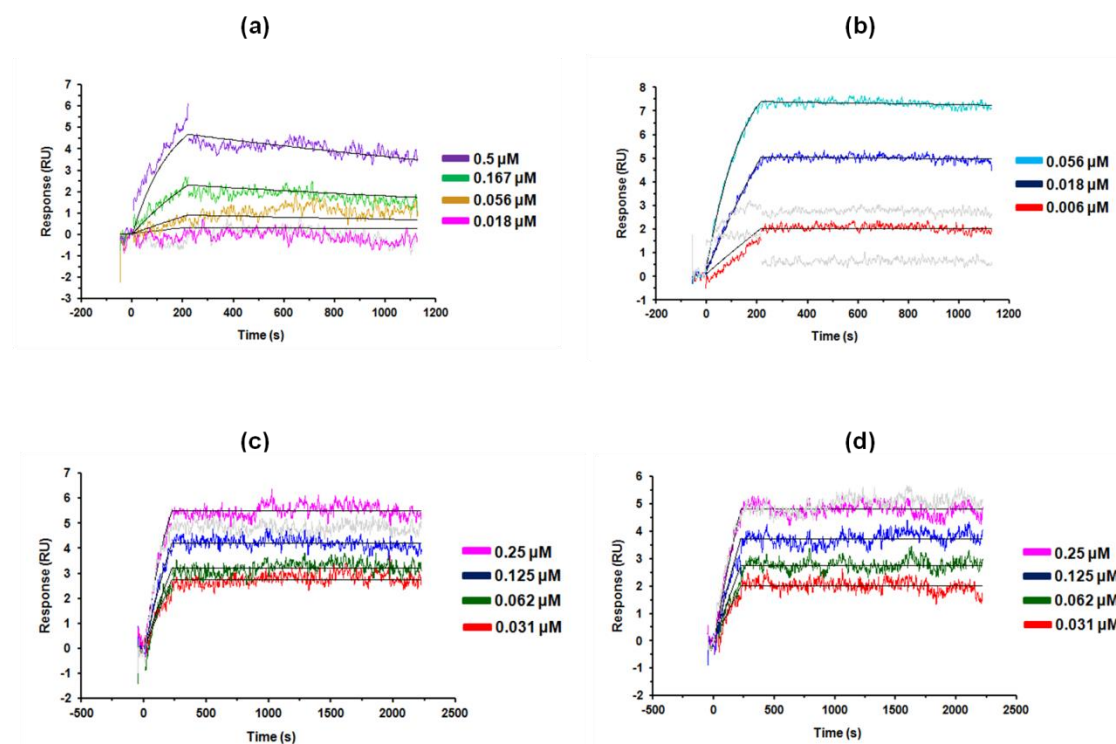 (a)
Response (RU)
7
6
5
4
3
2
1
0
-1
-2
-3
-200 0 200 400 600 800 1000 1200
Time (s)
0.5 µM
0.167 µM
0.056 µM
0.018 µM
(b)
Response (RU)
8
7
6
5
4
3
2
1
0
-1
-200 0 200 400 600 800 1000 1200
Time (s)
0.056 µM
0.018 µM
0.006 µM
(c)
Response (RU)
7
6
5
4
3
2
1
0
-1
-2
-500 0 500 1000 1500 2000 2500
Time (s)
0.25 µM
0.125 µM
0.062 µM
0.031 µM
(d)
Response (RU)
6
5
4
3
2
1
0
-1
-2
-500 0 500 1000 1500 2000 2500
Time (s)
0.25 µM
0.125 µM
0.062 µM
0.031 µM